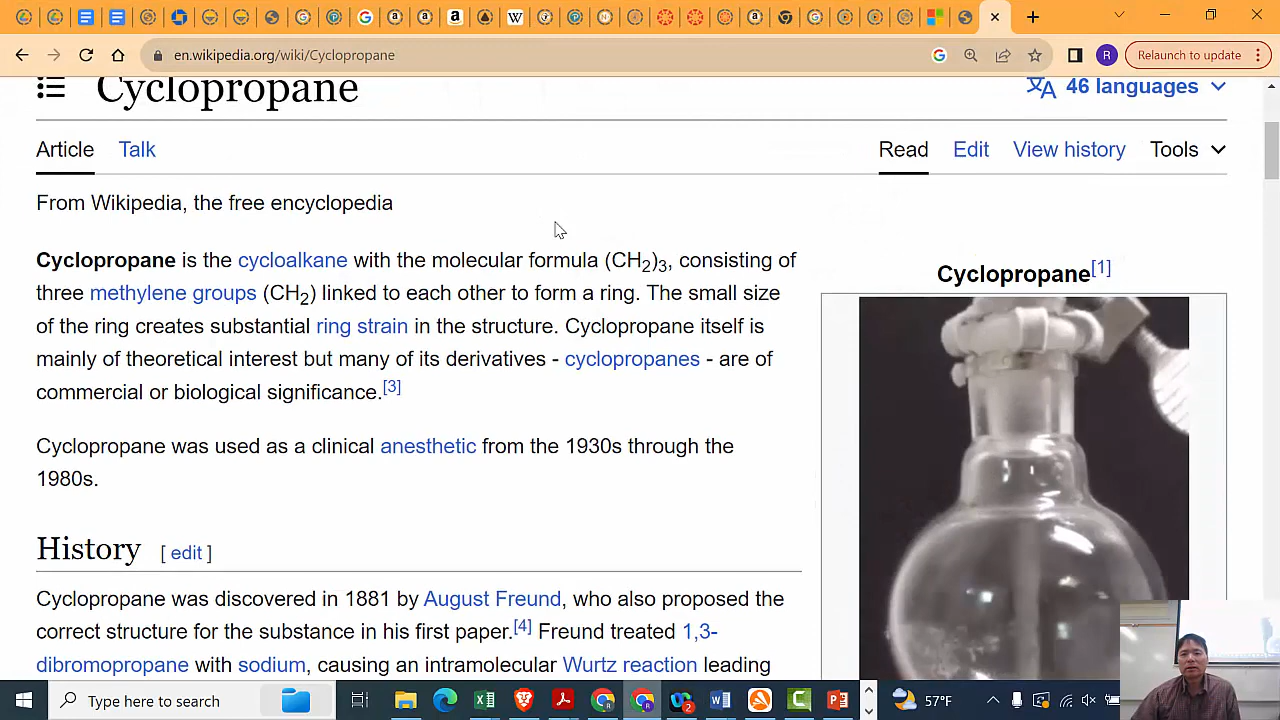 en.wikipedia.org/wiki/Cyclopropane
R
Relaunch to update
Cyclopropane
46 languages
Article Talk
Read Edit View history Tools
From Wikipedia, the free encyclopedia
Cyclopropane is the cycloalkane with the molecular formula (CH2)3, consisting of
three methylene groups (CH2) linked to each other to form a ring. The small size
of the ring creates substantial ring strain in the structure. Cyclopropane itself is
mainly of theoretical interest but many of its derivatives - cyclopropanes - are of
commercial or biological significance.[3]
Cyclopropane was used as a clinical anesthetic from the 1930s through the
1980s.
History [ edit ]
Cyclopropane was discovered in 1881 by August Freund, who also proposed the
correct structure for the substance in his first paper.[4] Freund treated 1,3-
dibromopropane with sodium, causing an intramolecular Wurtz reaction leading
Cyclopropane[1]
Type here to search
57°F